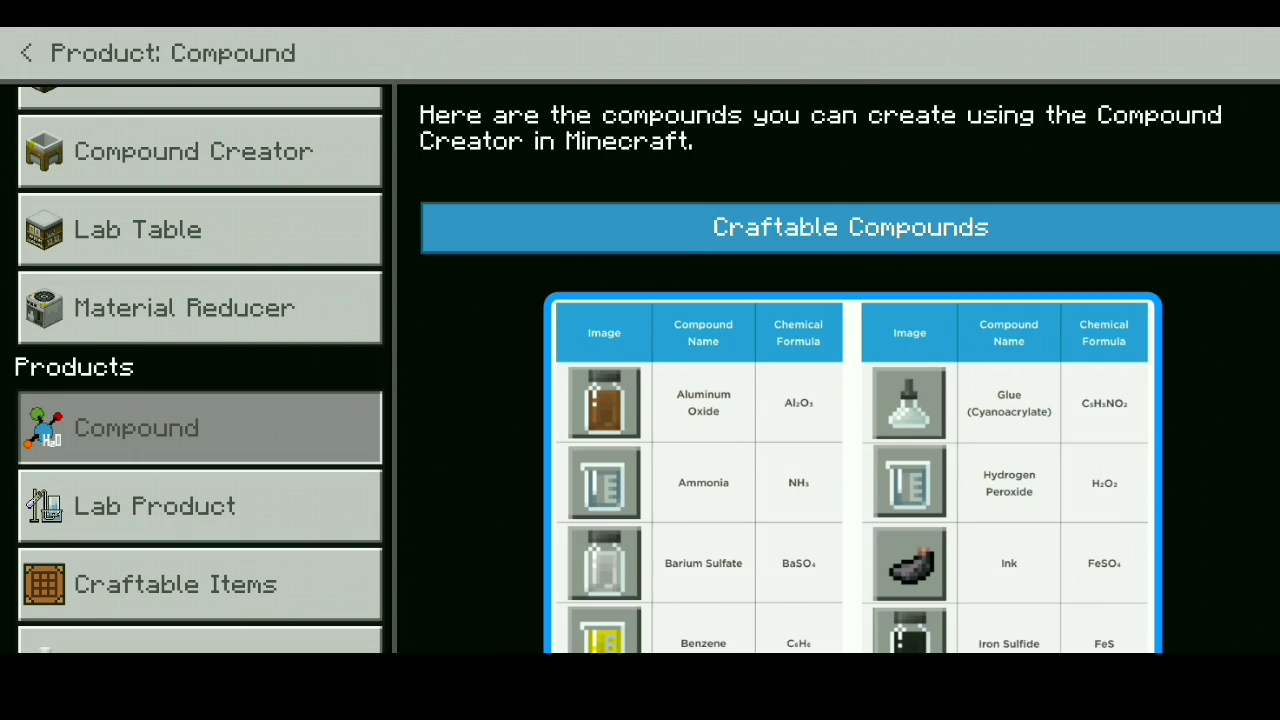 Product: Compound
Compound Creator
Lab Table
Material Reducer
Products
H₂O
Compound
Lab Product
Craftable Items
Here are the compounds you can create using the Compound
Creator in Minecraft.
Craftable Compounds
Image Compound Name Chemical Formula Image Compound Name Chemical Formula
Aluminum Oxide Al₂O₃ Glue (Cyanoacrylate) C₅H₅NO₂
Ammonia NH₃ Hydrogen Peroxide H₂O₂
Barium Sulfate BaSO₄ Ink FeSO₄
Benzene C₆H₆ Iron Sulfide FeS